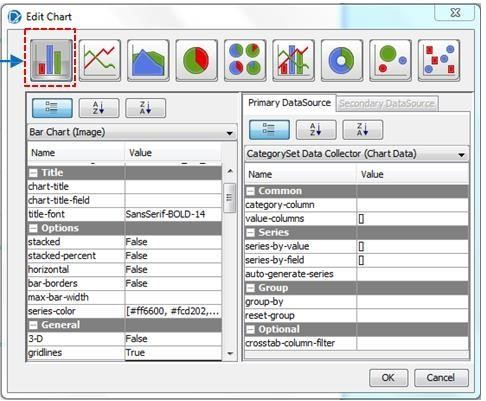 Edit Chart
Primary DataSource Secondary DataSource
Bar Chart (Image)
CategorySet Data Collector (Chart Data)
Name Value
Title
chart-title
chart-title-field
title-font SansSerif-BOLD-14
Options
stacked False
stacked-percent False
horizontal False
bar-borders False
max-bar-width
series-color [#ff6600, #fcd202,...
General
3-D False
gridlines True
Name Value
Common
category-column
value-columns []
Series
series-by-value []
series-by-field []
auto-generate-series
Group
group-by
reset-group
Optional
crosstab-column-filter
OK Cancel